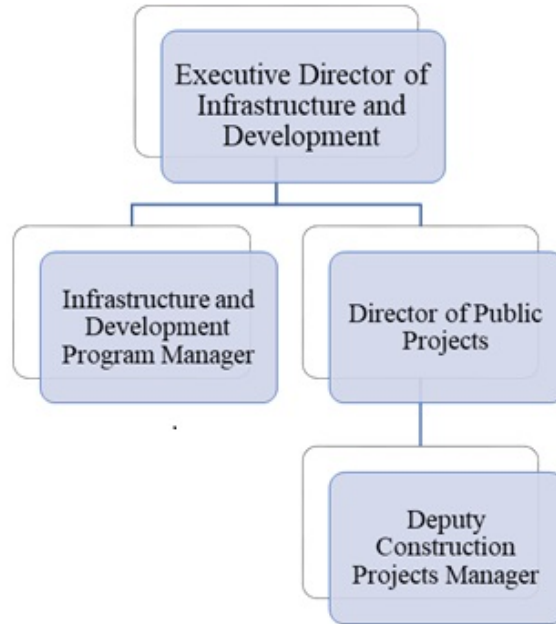 Executive Director of
Infrastructure and
Development
Infrastructure and
Development
Program Manager
Director of Public
Projects
.
Deputy
Construction
Projects Manager